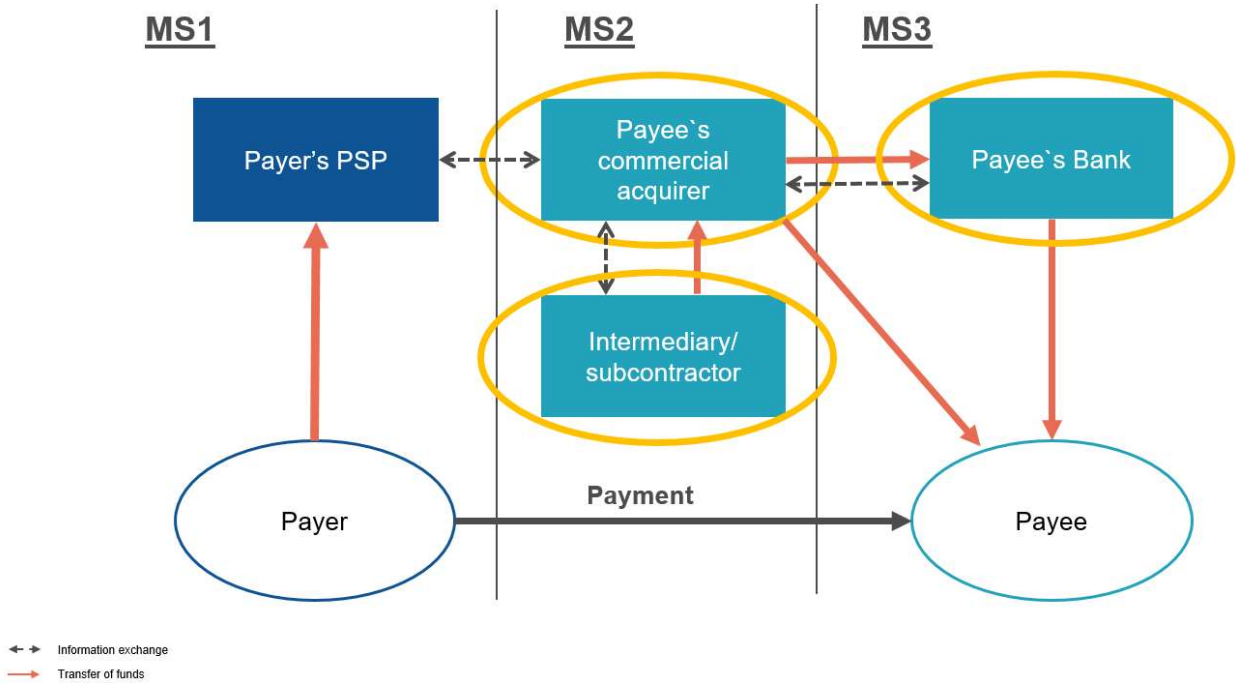 MS1
MS2
MS3
Payer’s PSP
Payee`s
commercial
acquirer
Payee`s Bank
Intermediary/
subcontractor
Payment
Payer
Payee
Information exchange
Transfer of funds